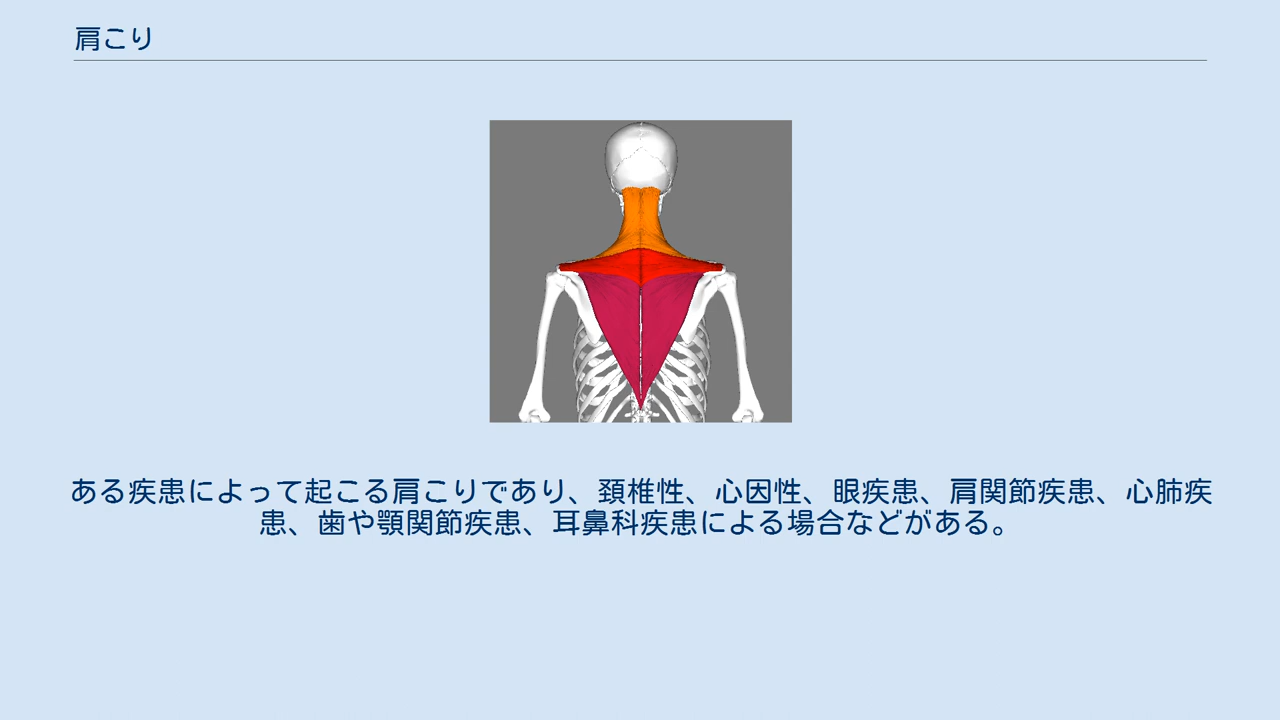 肩こり
ある疾患によって起こる肩こりであり、頚椎性、心因性、眼疾患、肩関節疾患、心肺疾
患、歯や顎関節疾患、耳鼻科疾患による場合などがある。